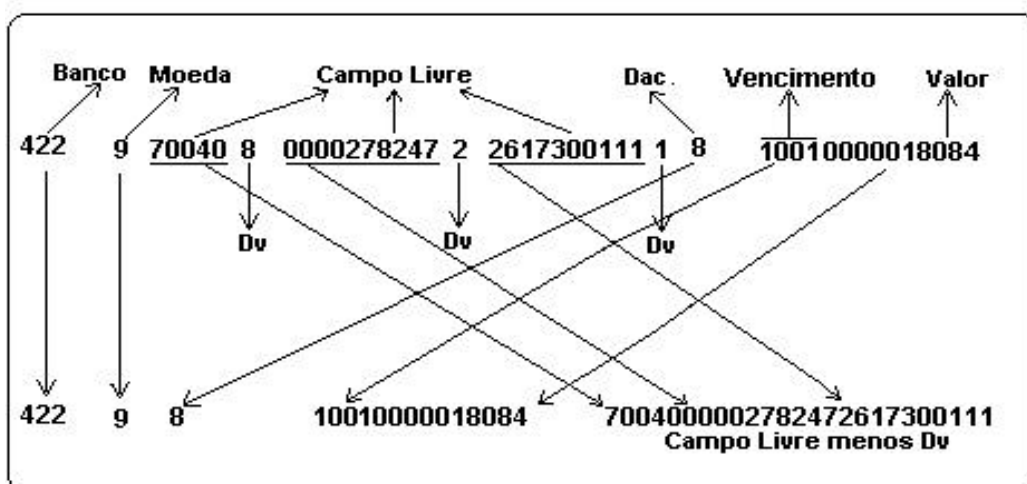 Banco Moeda Campo Livre Dac. Vencimento Valor
422 9 70040 8 0000278247 2 2617300111 1 8 10010000018084
Dv Dv Dv
422 9 8 10010000018084 7004000002782472617300111
Campo Livre menos Dv